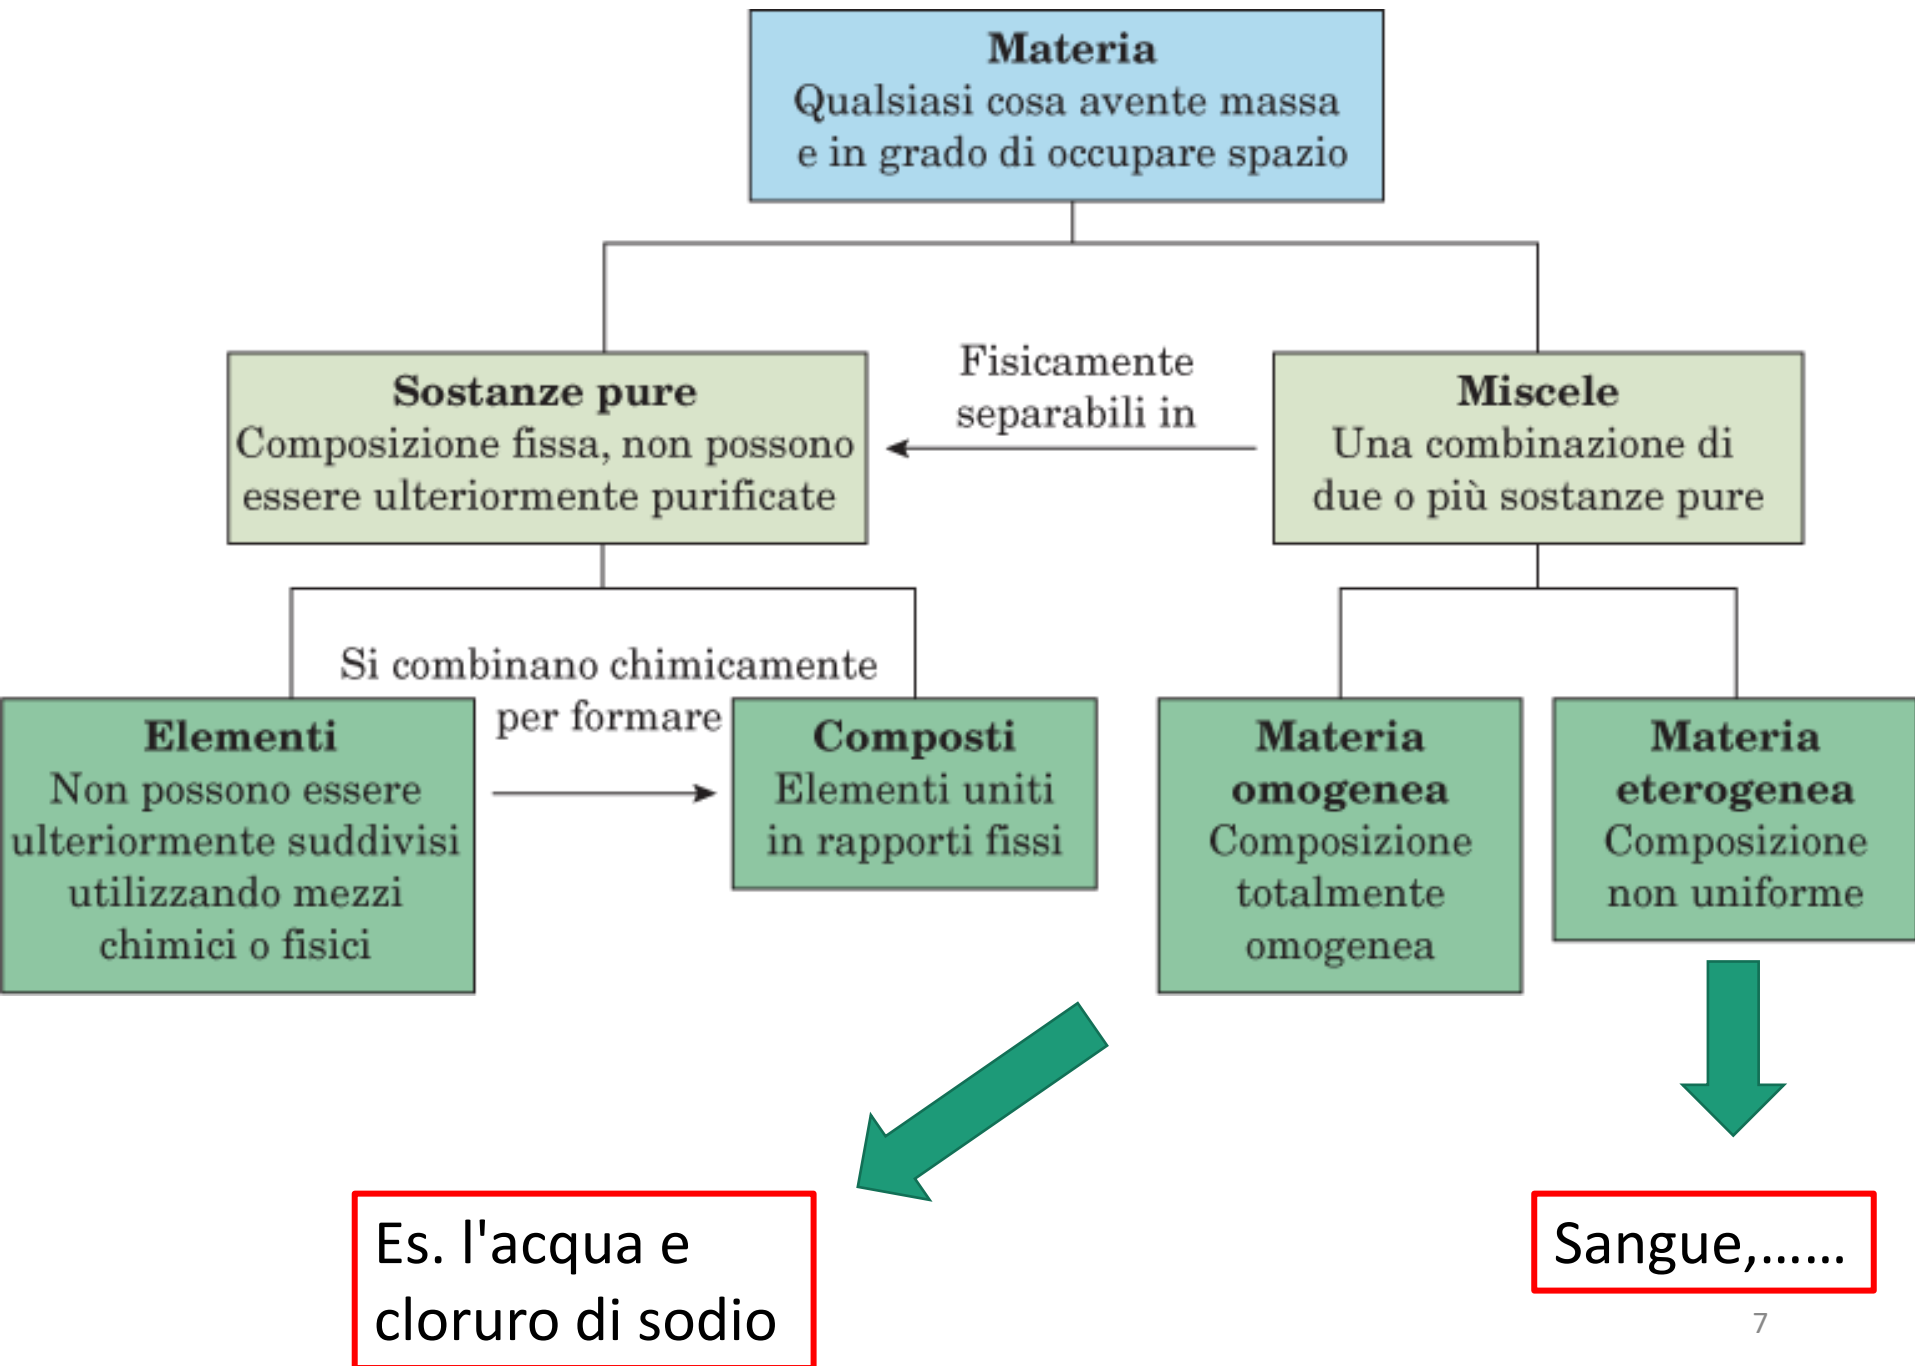 Materia
Qualsiasi cosa avente massa
e in grado di occupare spazio
Sostanze pure
Composizione fissa, non possono
essere ulteriormente purificate
Fisicamente
separabili in
Miscele
Una combinazione di
due o più sostanze pure
Si combinano chimicamente
per formare
Elementi
Non possono essere
ulteriormente suddivisi
utilizzando mezzi
chimici o fisici
Composti
Elementi uniti
in rapporti fissi
Materia
omogenea
Composizione
totalmente
omogenea
Materia
eterogenea
Composizione
non uniforme
Es. l'acqua e
cloruro di sodio
Sangue,......
7